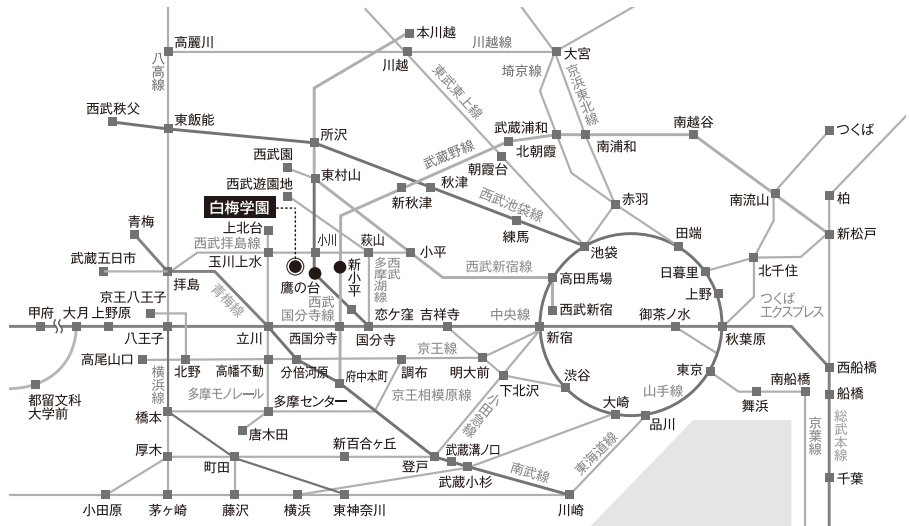 本川越
高麗川
川越線
川越
大宮
八高線
埼京線
京浜東北線
東武東上線
西武秩父
東飯能
所沢
武蔵浦和
北朝霞
南浦和
南越谷
つくば
武蔵野線
朝霞台
西武園
東村山
西武遊園地
秋津
新秋津
西武池袋線
赤羽
南流山
柏
白梅学園
練馬
青梅
上北台
小川
萩山
小平
池袋
田端
新松戸
西武拝島線
武蔵五日市
玉川上水
新小平
西武
多摩湖線
西武新宿線
高田馬場
日暮里
北千住
拝島
鷹の台
京王八王子
青梅線
西武
国分寺線
上野
つくば
エクスプレス
甲府
大月
上野原
恋ケ窪
吉祥寺
中央線
西武新宿
御茶ノ水
八王子
立川
西国分寺
国分寺
新宿
秋葉原
京王線
高尾山口
北野
高幡不動
分倍河原
府中本町
調布
明大前
東京
西船橋
横浜線
下北沢
渋谷
山手線
南船橋
都留文科
大学前
多摩モノレール
多摩センター
京王相模原線
小田急線
舞浜
船橋
橋本
唐木田
大崎
品川
京葉線
総武本線
厚木
町田
新百合ヶ丘
登戸
武蔵溝ノ口
武蔵小杉
南武線
東海道線
千葉
小田原
茅ヶ崎
藤沢
横浜
東神奈川
川崎